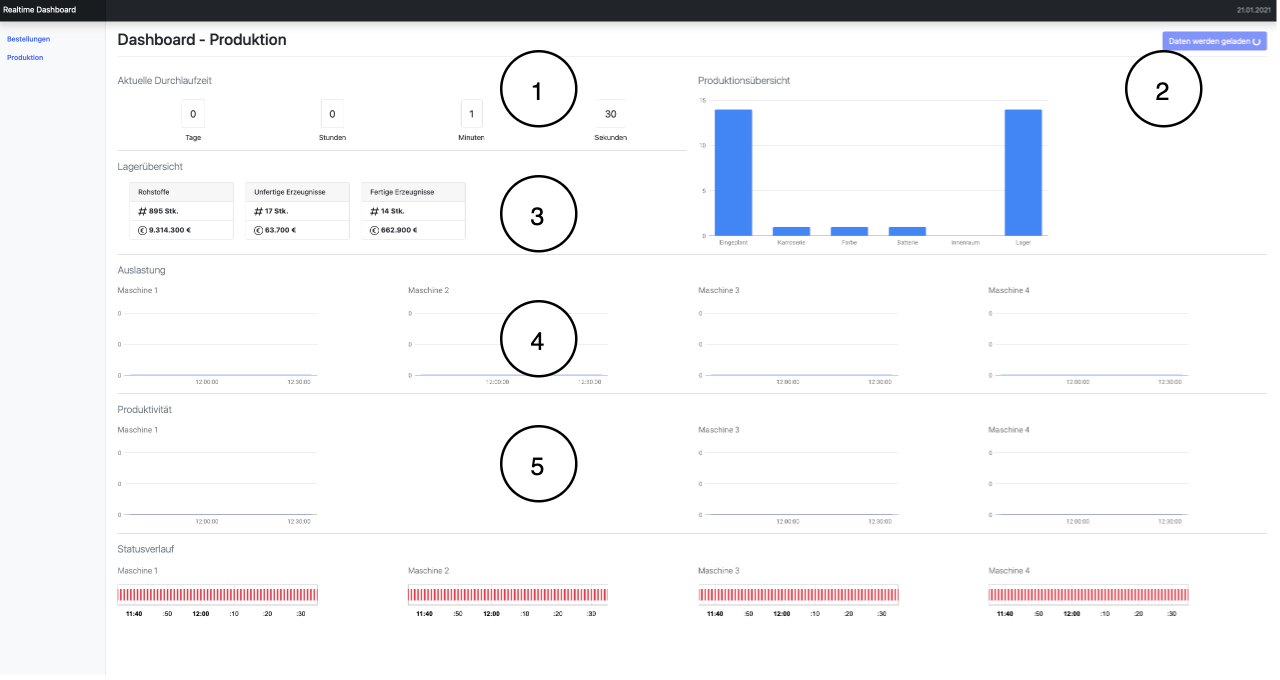 Realtime Dashboard
21.01.2021
Bestellungen
Produktion
Dashboard - Produktion
Daten werden geladen
Aktuelle Durchlaufzeit
0
0
1
30
Tage
Stunden
Minuten
Sekunden
1
Produktionsübersicht
15
10
5
0
Eingeplant
Karosserie
Farbe
Batterie
Innenraum
Lager
2
Lagerübersicht
Rohstoffe
# 895 Stk.
€ 9.314.300 €
Unfertige Erzeugnisse
# 17 Stk.
€ 63.700 €
Fertige Erzeugnisse
# 14 Stk.
€ 662.900 €
3
Auslastung
Maschine 1
0
0
0
12:00:00
12:30:00
Maschine 2
0
0
0
12:00:00
12:30:00
4
Maschine 3
0
0
0
12:00:00
12:30:00
Maschine 4
0
0
0
12:00:00
12:30:00
Produktivität
Maschine 1
0
0
0
12:00:00
12:30:00
5
Maschine 3
0
0
0
12:00:00
12:30:00
Maschine 4
0
0
0
12:00:00
12:30:00
Statusverlauf
Maschine 1
11:40 :50 12:00 :10 :20 :30
Maschine 2
11:40 :50 12:00 :10 :20 :30
Maschine 3
11:40 :50 12:00 :10 :20 :30
Maschine 4
11:40 :50 12:00 :10 :20 :30